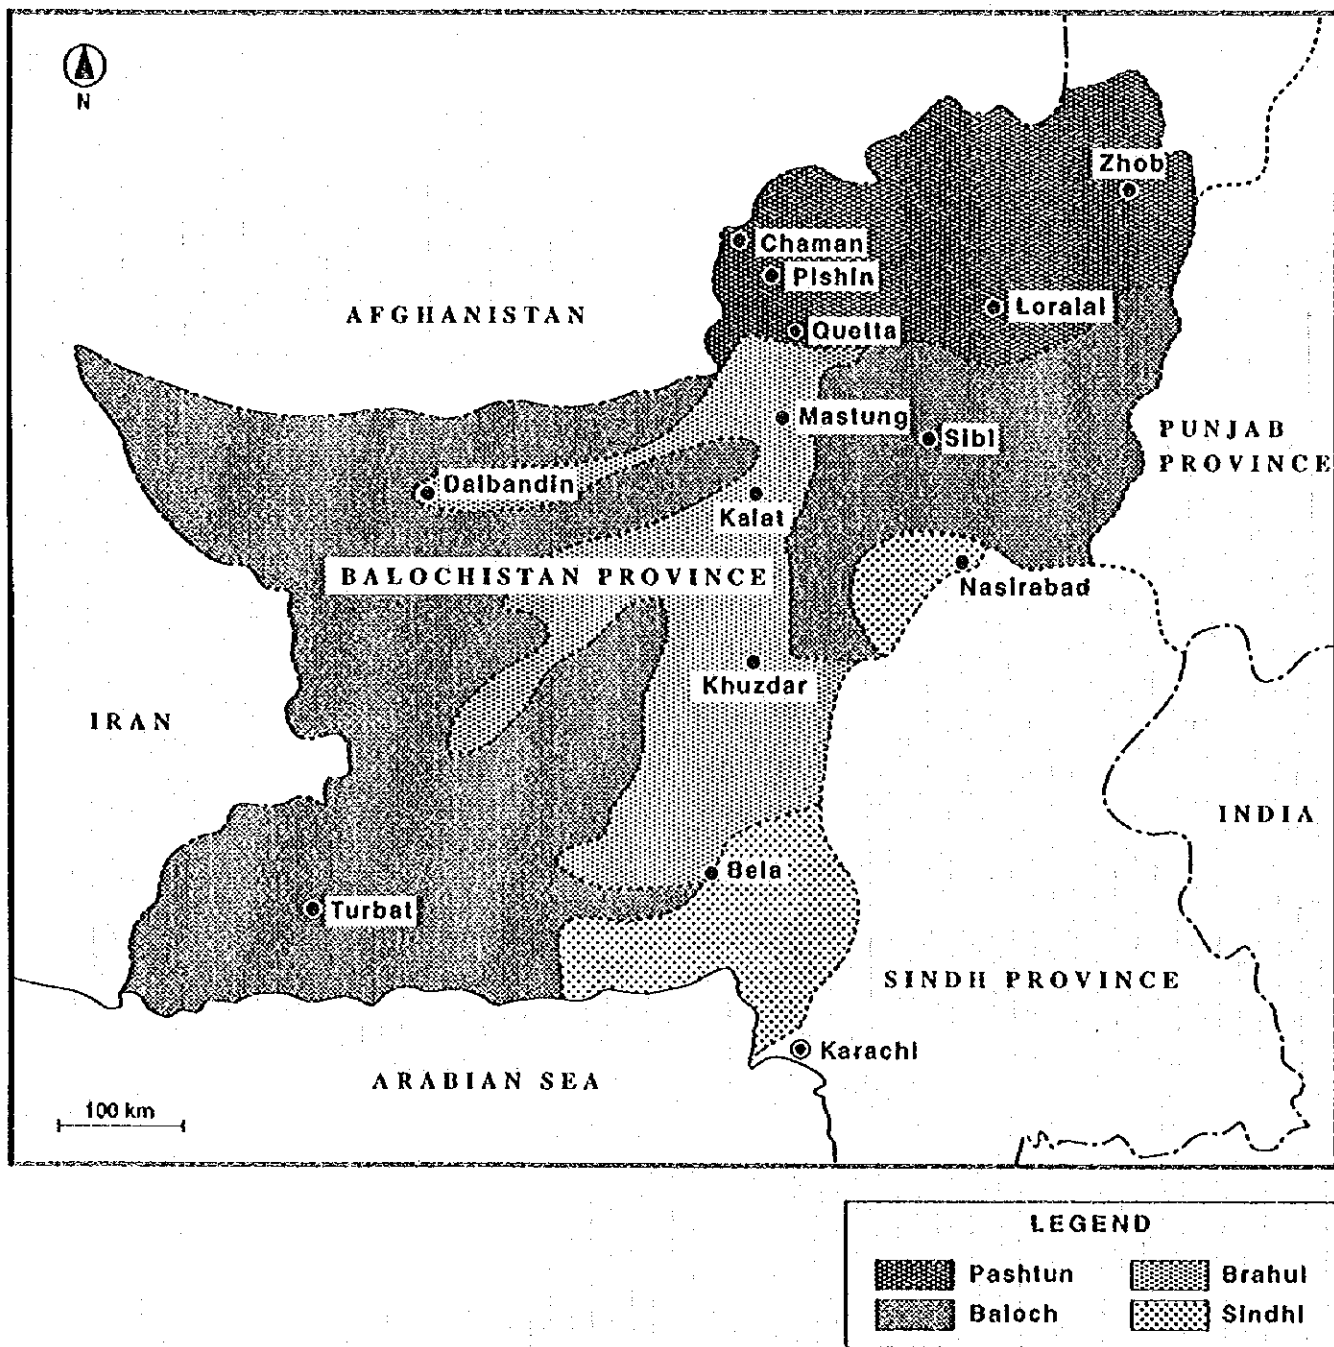 N
Zhob
Chaman
Pishin
AFGHANISTAN
Loralai
Quetta
Mastung
Sibi
PUNJAB
PROVINCE
Dalbandin
Kalat
BALOCHISTAN PROVINCE
Nasirabad
Khuzdar
IRAN
INDIA
Bela
Turbat
SINDH PROVINCE
Karachi
ARABIAN SEA
100 km
LEGEND
Pashtun
Brahui
Baloch
Sindhi